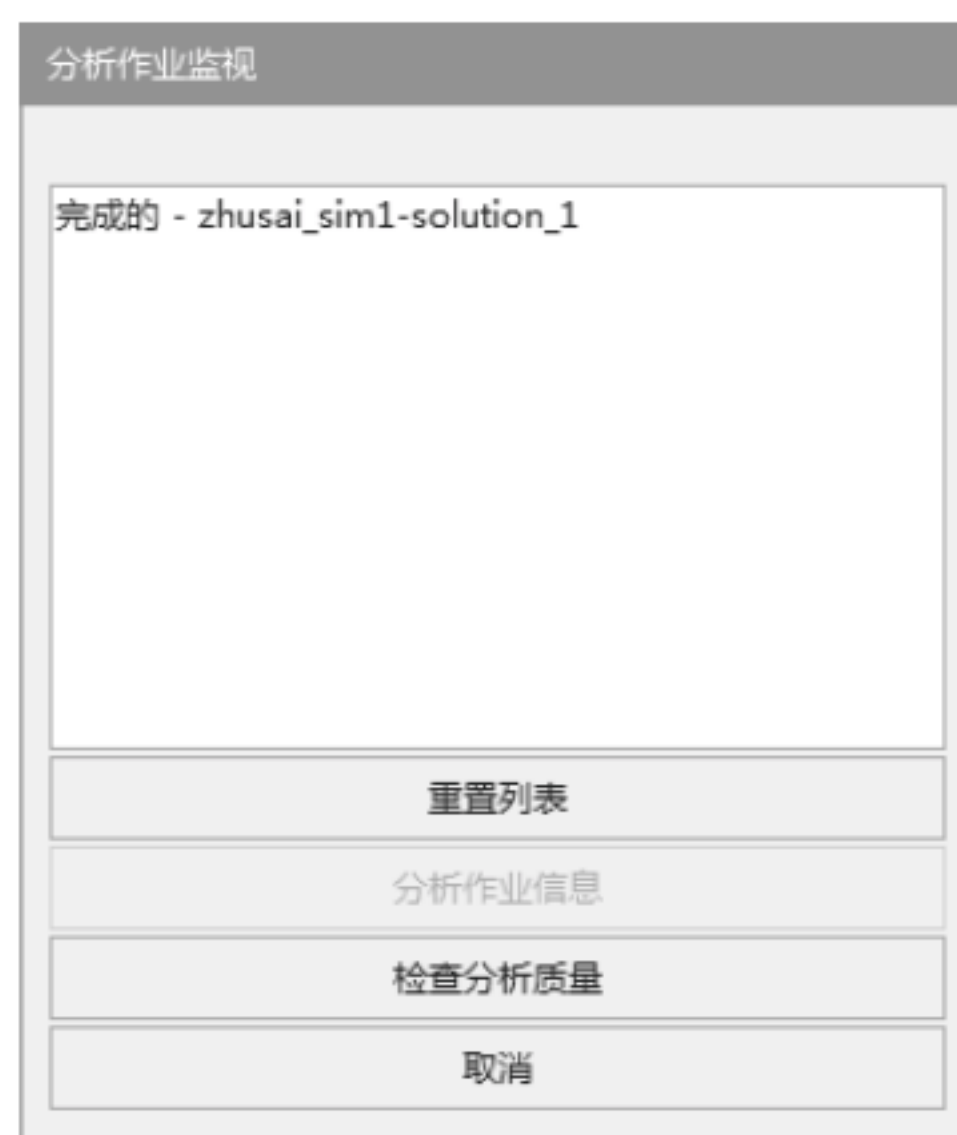 分析作业监视
完成的 - zhusai_sim1-solution_1
重置列表
分析作业信息
检查分析质量
取消